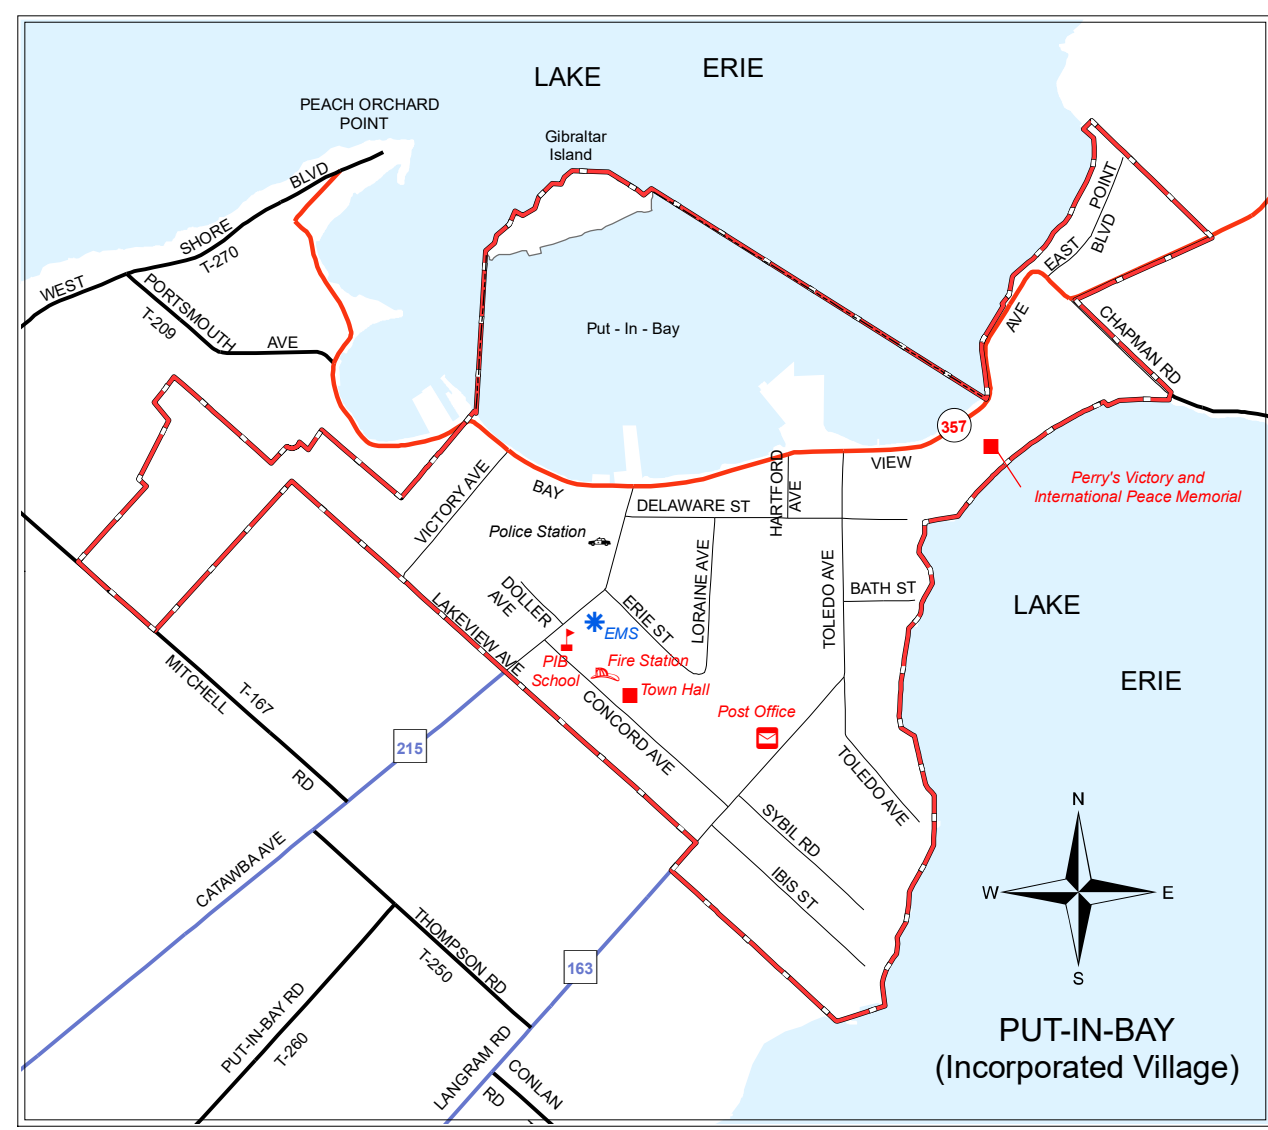 LAKE ERIE
PEACH ORCHARD
POINT
Gibraltar
Island
WEST SHORE BLVD
T-270
PORTSMOUTH AVE
T-209
Put - In - Bay
EAST POINT
BLVD
AVE
CHAPMAN RD
357
VIEW
BAY
Perry's Victory and
International Peace Memorial
VICTORY AVE
HARTFORD
AVE
DELAWARE ST
Police Station
LORAINE AVE
TOLEDO AVE
BATH ST
DOLLER
AVE
ERIE ST
EMS
LAKEVIEW AVE
PIB
School
Fire Station
Town Hall
CONCORD AVE
Post Office
LAKE
ERIE
MITCHELL RD
T-167
215
TOLEDO AVE
SYBIL RD
IBIS ST
CATAWBA AVE
THOMPSON RD
T-250
163
PUT-IN-BAY RD
T-260
LANGRAM RD
CONLAN
RD
N
W E
S
PUT-IN-BAY
(Incorporated Village)